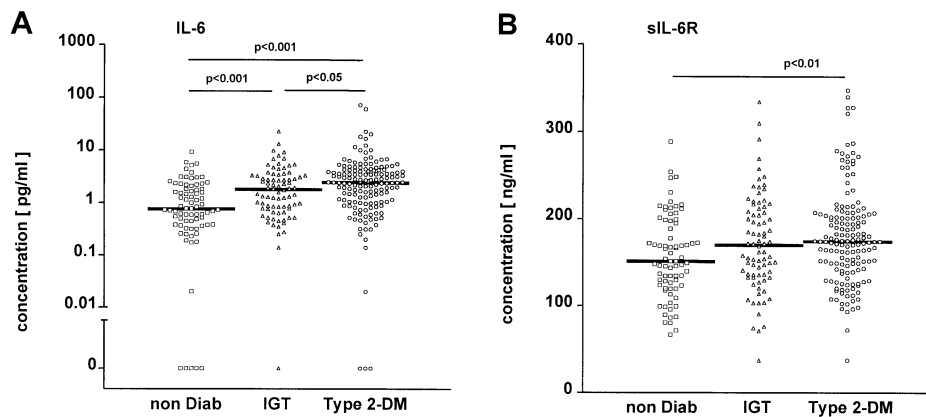 A
IL-6
1000
100
10
1
0.1
0.01
0
concentration [ pg/ml ]
p<0.001
p<0.001
p<0.05
non Diab
IGT
Type 2-DM
B
sIL-6R
400
300
200
100
0
concentration [ ng/ml ]
p<0.01
non Diab
IGT
Type 2-DM